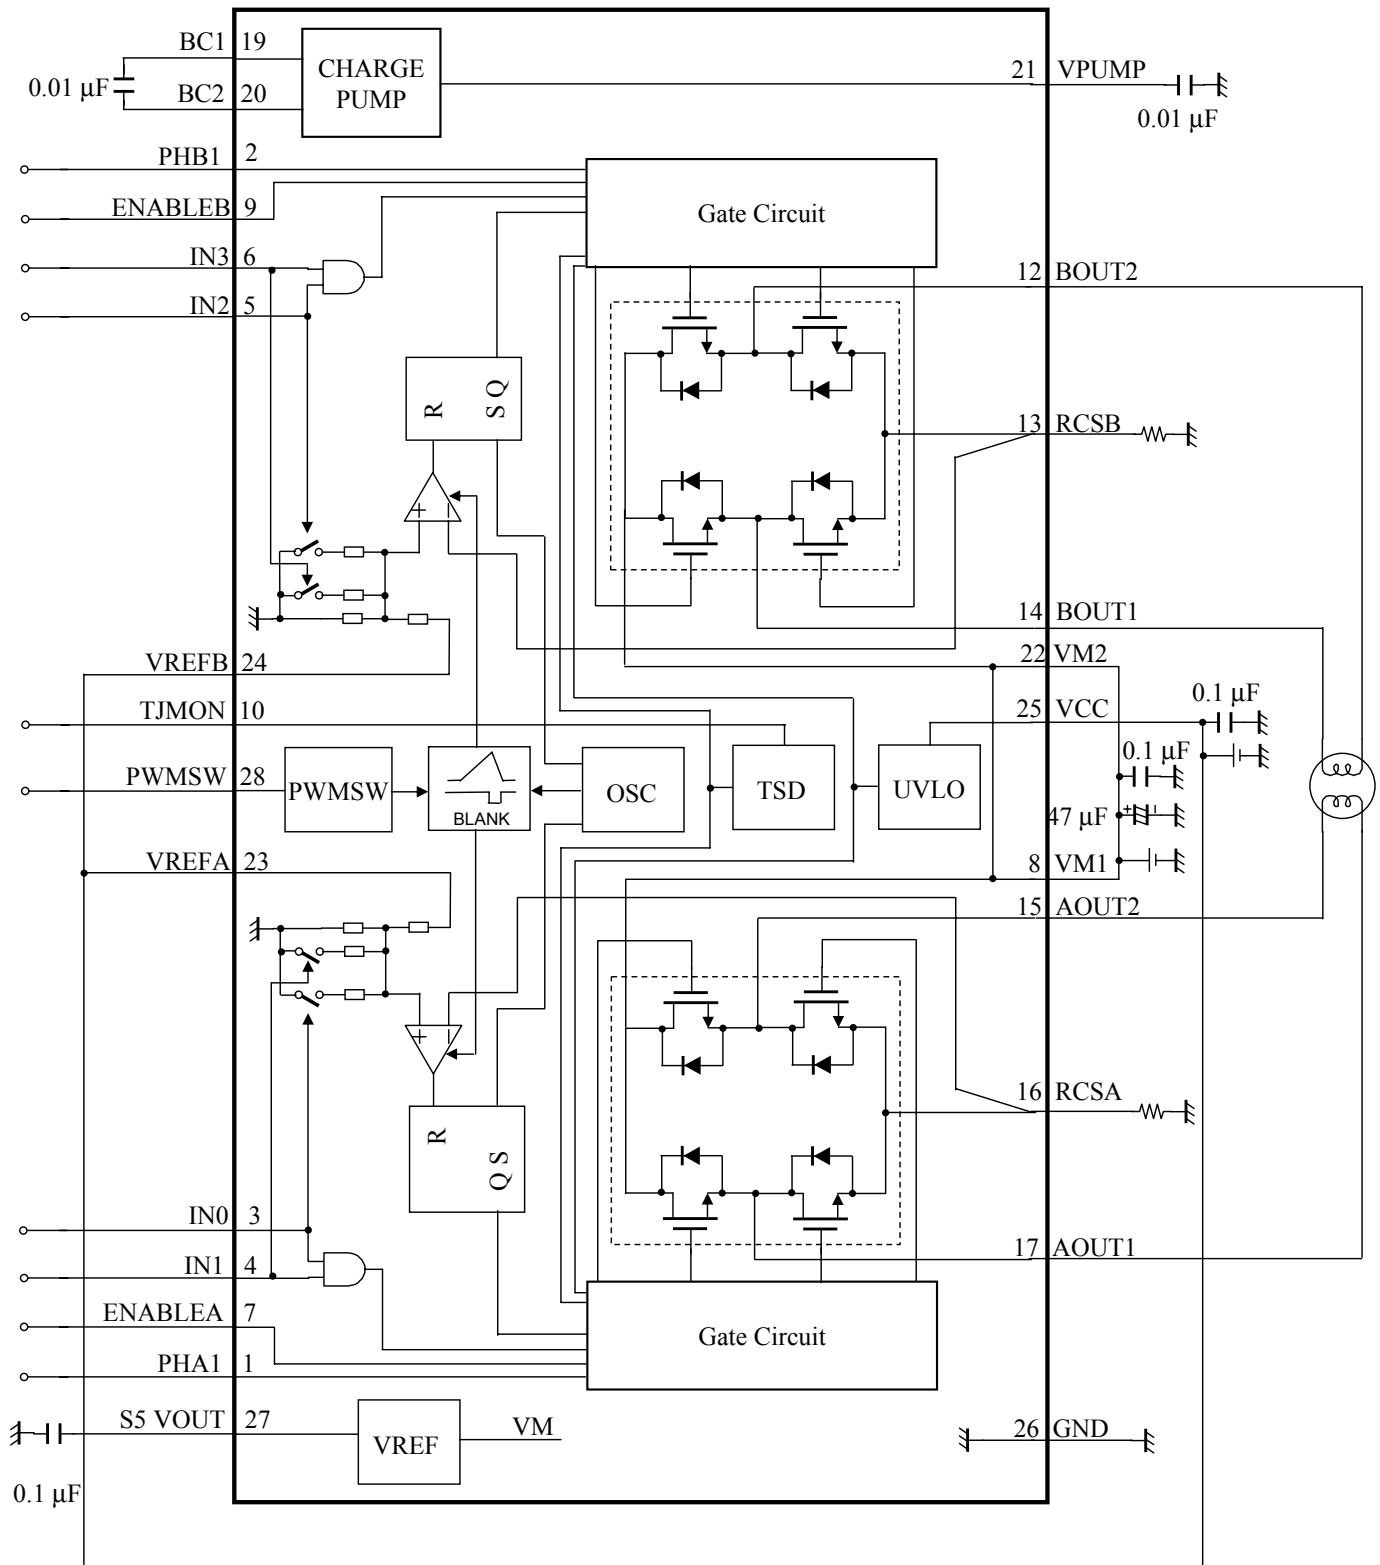 BC1 19
CHARGE
PUMP
21 VPUMP
0.01 µF
BC2 20
0.01 µF
PHB1 2
ENABLEB 9
Gate Circuit
IN3 6
12 BOUT2
IN2 5
R
S Q
13 RCSB
+ −
14 BOUT1
VREFB 24
22 VM2
0.1 µF
TJMON 10
25 VCC
0.1 µF
PWMSW 28
PWMSW
BLANK
OSC
TSD
UVLO
47 µF
+ -
VREFA 23
8 VM1
15 AOUT2
+ −
16 RCSA
R
Q S
IN0 3
17 AOUT1
IN1 4
ENABLEA 7
Gate Circuit
PHA1 1
S5 VOUT 27
VREF
VM
26 GND
0.1 µF